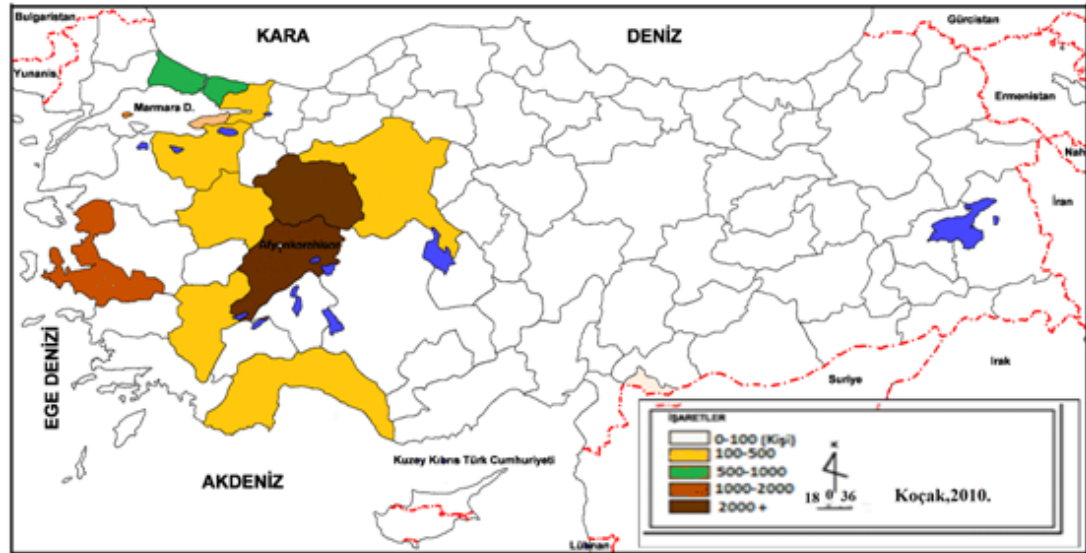 Bulgaristan
KARA
DENİZ
Gürcistan
Yunanis
Marmara D.
Ermenistan
Nah
İran
Afyonkarahisar
EGE DENİZİ
Irak
Suriye
AKDENİZ
Kuzey Kıbrıs Türk Cumhuriyeti
Lübnan
İŞARETLER
0-100 (Kişi)
100-500
500-1000
1000-2000
2000 +
K
18 0 36
Koçak,2010.